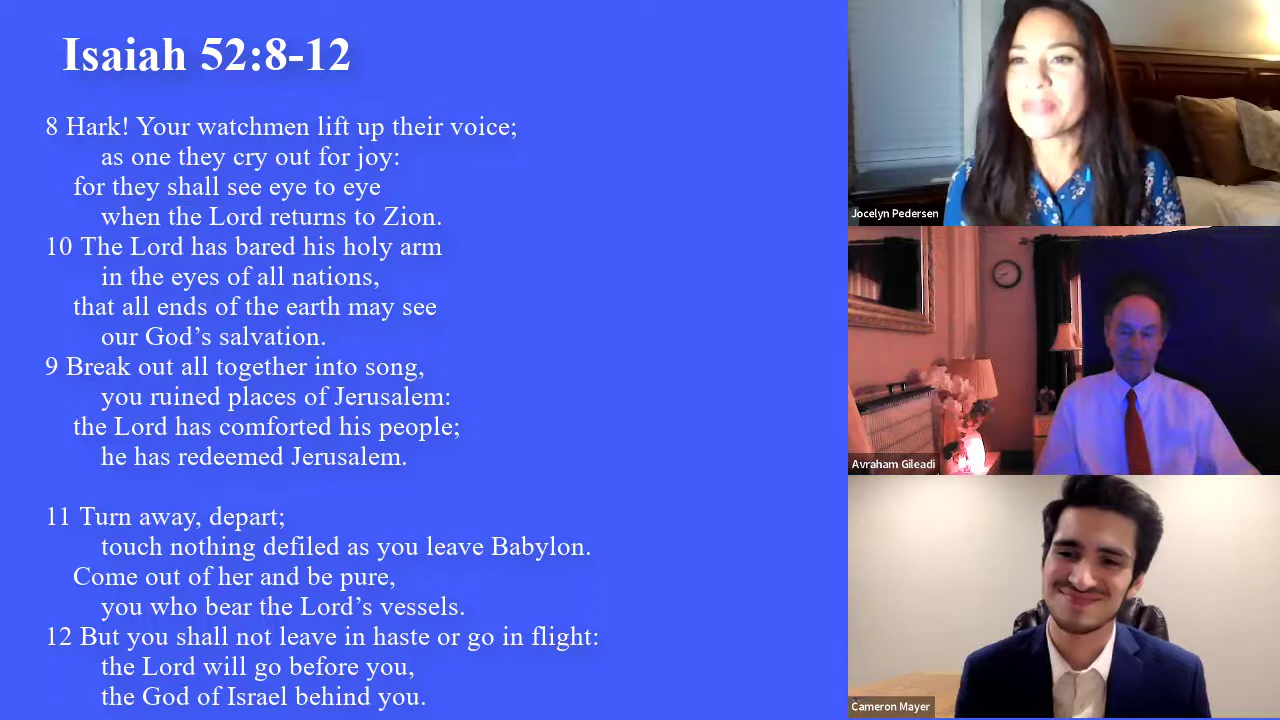 Isaiah 52:8-12
8 Hark! Your watchmen lift up their voice;
as one they cry out for joy:
for they shall see eye to eye
when the Lord returns to Zion.
10 The Lord has bared his holy arm
in the eyes of all nations,
that all ends of the earth may see
our God’s salvation.
9 Break out all together into song,
you ruined places of Jerusalem:
the Lord has comforted his people;
he has redeemed Jerusalem.
11 Turn away, depart;
touch nothing defiled as you leave Babylon.
Come out of her and be pure,
you who bear the Lord’s vessels.
12 But you shall not leave in haste or go in flight:
the Lord will go before you,
the God of Israel behind you.
Jocelyn Pedersen
Avraham Gileadi
Cameron Mayer